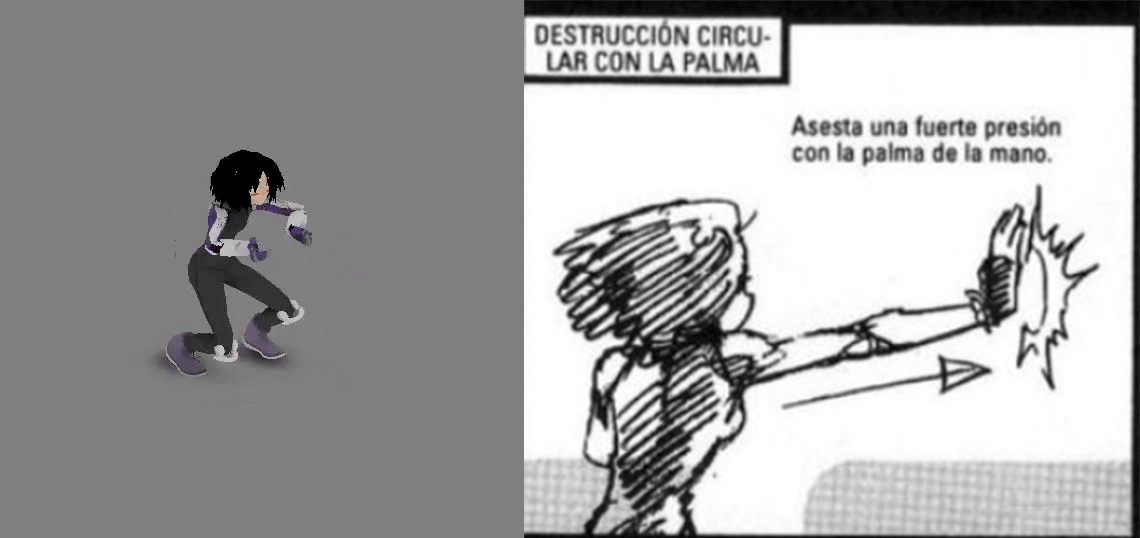 DESTRUCCIÓN CIRCU-
LAR CON LA PALMA
Asesta una fuerte presión
con la palma de la mano.